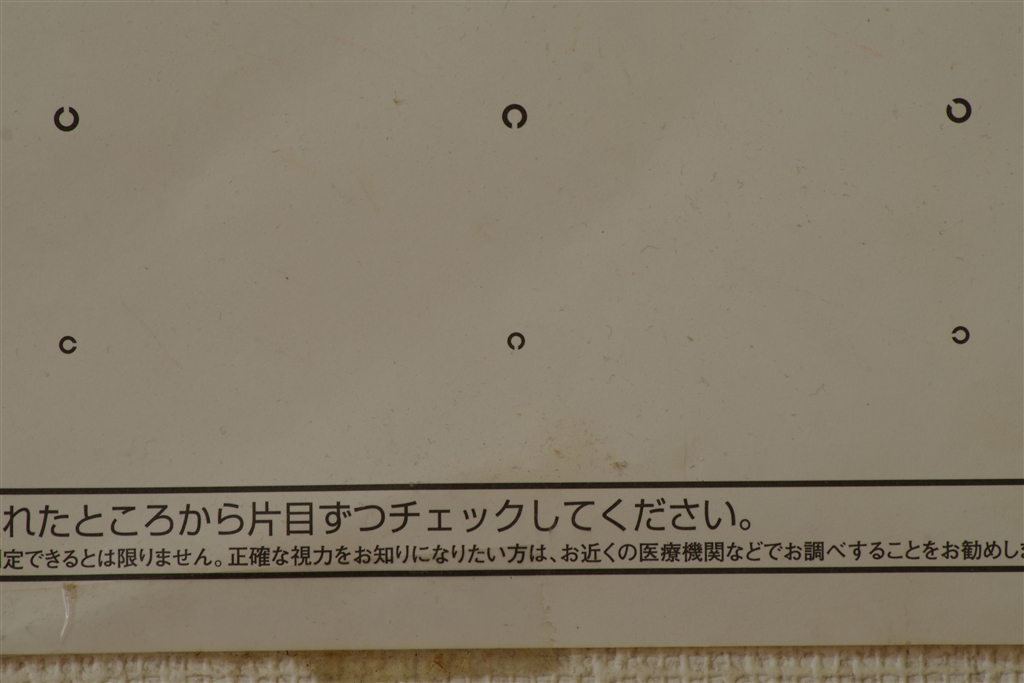 れたところから片目ずつチェックしてください。
定できるとは限りません。正確な視力をお知りになりたい方は、お近くの医療機関などでお調べすることをお勧めし